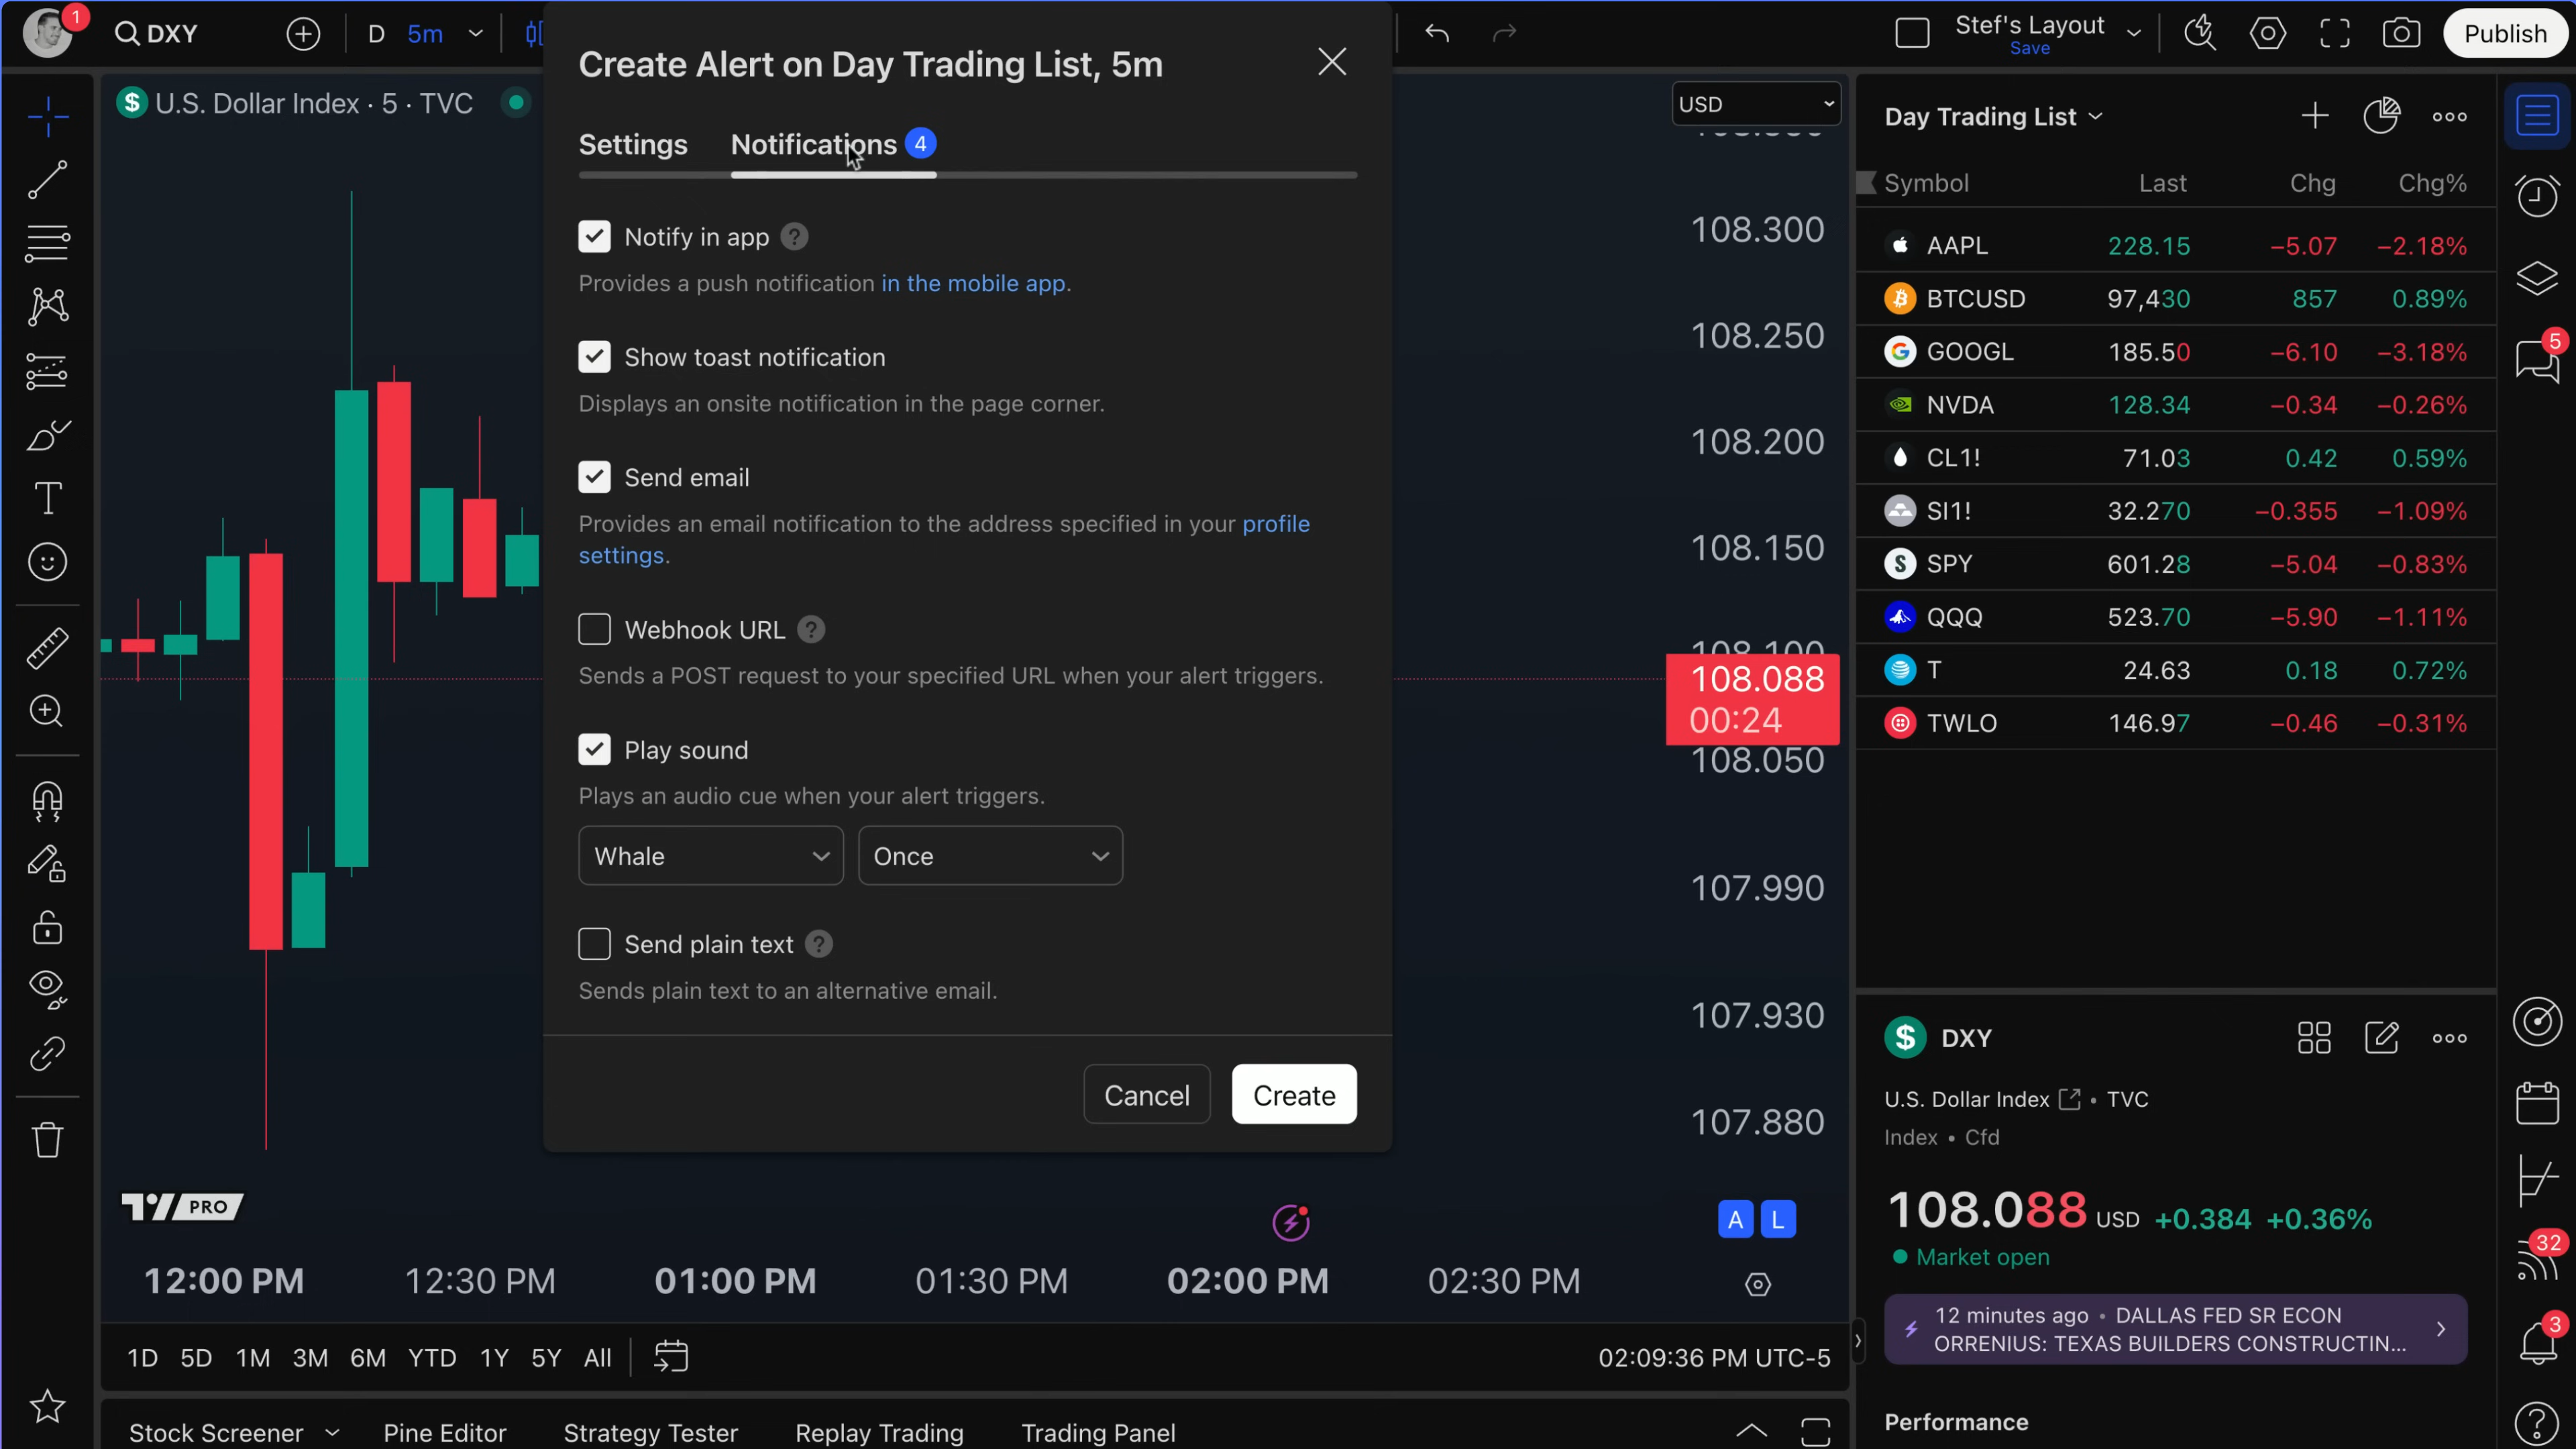 1
DXY
D
5m
Stef's Layout
Save
Publish
U.S. Dollar Index · 5 · TVC
Create Alert on Day Trading List, 5m
Settings
Notifications 4
Notify in app ?
Provides a push notification in the mobile app.
Show toast notification
Displays an onsite notification in the page corner.
Send email
Provides an email notification to the address specified in your profile
settings.
Webhook URL ?
Sends a POST request to your specified URL when your alert triggers.
Play sound
Plays an audio cue when your alert triggers.
Whale
Once
Send plain text ?
Sends plain text to an alternative email.
Cancel
Create
USD
108.300
108.250
108.200
108.150
108.100
108.088
00:24
108.050
107.990
107.930
107.880
A L
PRO
12:00 PM 12:30 PM 01:00 PM 01:30 PM 02:00 PM 02:30 PM
1D 5D 1M 3M 6M YTD 1Y 5Y All
02:09:36 PM UTC-5
Stock Screener Pine Editor Strategy Tester Replay Trading Trading Panel
Day Trading List
Symbol Last Chg Chg%
AAPL 228.15 −5.07 −2.18%
BTCUSD 97,430 857 0.89%
GOOGL 185.50 −6.10 −3.18%
NVDA 128.34 −0.34 −0.26%
CL1! 71.03 0.42 0.59%
SI1! 32.270 −0.355 −1.09%
SPY 601.28 −5.04 −0.83%
QQQ 523.70 −5.90 −1.11%
T 24.63 0.18 0.72%
TWLO 146.97 −0.46 −0.31%
DXY
U.S. Dollar Index • TVC
Index • Cfd
108.088 USD +0.384 +0.36%
Market open
12 minutes ago • DALLAS FED SR ECON
ORRENIUS: TEXAS BUILDERS CONSTRUCTIN...
Performance
5
32
3